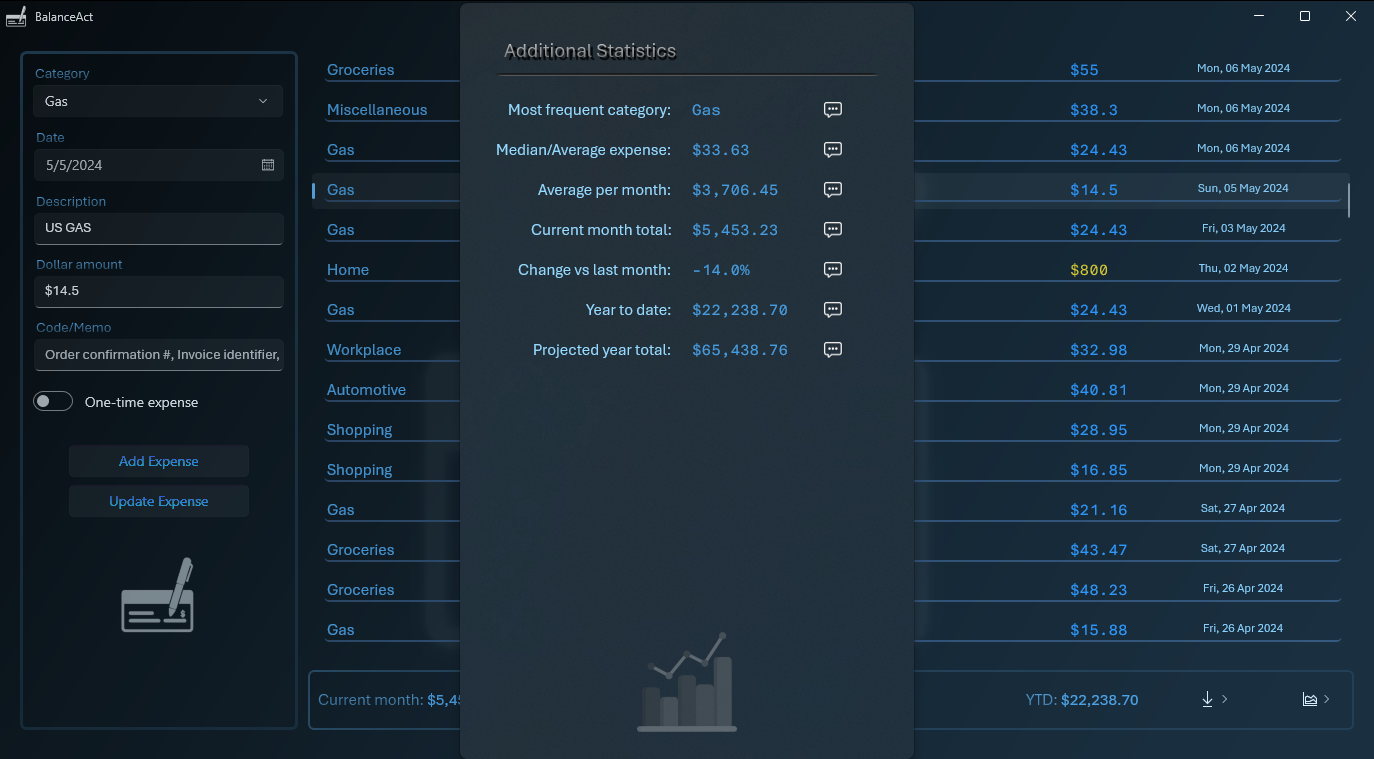 BalanceAct
Category
Gas
Date
5/5/2024
Description
US GAS
Dollar amount
$14.5
Code/Memo
Order confirmation #, Invoice identifier,
One-time expense
Add Expense
Update Expense
Groceries $55 Mon, 06 May 2024
Miscellaneous $38.3 Mon, 06 May 2024
Gas $24.43 Mon, 06 May 2024
Gas $14.5 Sun, 05 May 2024
Gas $24.43 Fri, 03 May 2024
Home $800 Thu, 02 May 2024
Gas $24.43 Wed, 01 May 2024
Workplace $32.98 Mon, 29 Apr 2024
Automotive $40.81 Mon, 29 Apr 2024
Shopping $28.95 Mon, 29 Apr 2024
Shopping $16.85 Mon, 29 Apr 2024
Gas $21.16 Sat, 27 Apr 2024
Groceries $43.47 Sat, 27 Apr 2024
Groceries $48.23 Fri, 26 Apr 2024
Gas $15.88 Fri, 26 Apr 2024
Current month: $5,45
YTD: $22,238.70
Additional Statistics
Most frequent category: Gas
Median/Average expense: $33.63
Average per month: $3,706.45
Current month total: $5,453.23
Change vs last month: -14.0%
Year to date: $22,238.70
Projected year total: $65,438.76